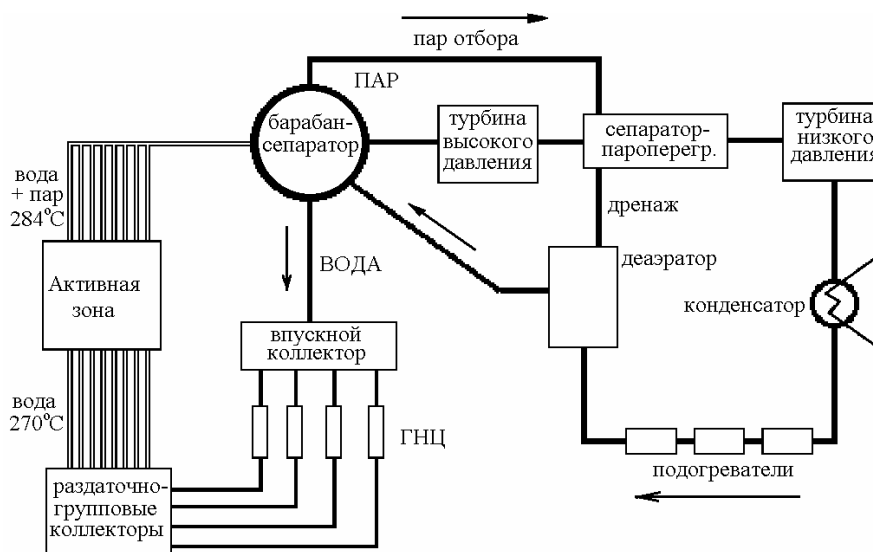 пар отбора
ПАР
барабан-
сепаратор
турбина
высокого
давления
сепаратор-
пароперегр.
турбина
низкого
давления
вода
+ пар
284°C
дренаж
деаэратор
ВОДА
Активная
зона
конденсатор
впускной
коллектор
вода
270°C
ГНЦ
подогреватели
раздаточно-
групповые
коллекторы